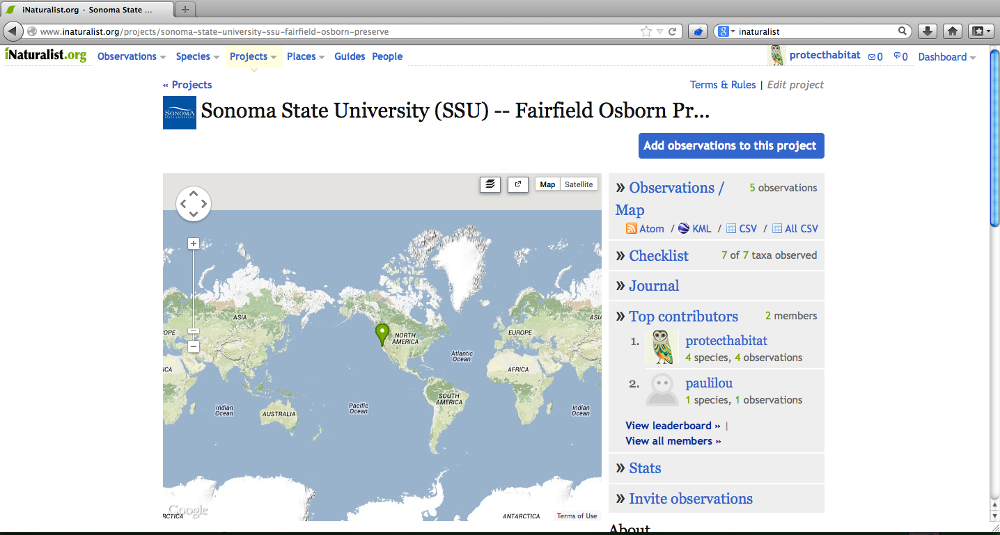 iNaturalist.org · Sonoma State ...
www.inaturalist.org/projects/sonoma-state-university-ssu-fairfield-osborn-preserve
inaturalist
iNaturalist.org Observations Species Projects Places Guides People protecthabitat 0 0 Dashboard
« Projects Terms & Rules | Edit project
SONOMA
STATE UNIVERSITY
Sonoma State University (SSU) -- Fairfield Osborn Pr...
Add observations to this project
Map Satellite
ASIA
OPE
ICA
NORTH
AMERICA
Atlantic
Ocean
EUROPE
ASIA
AFRICA
Indian
Ocean
AUSTRALIA
Pacific
Ocean
SOUTH
AMERICA
Indian
Ocean
Google
RCTICA
ANTARCTICA
Terms of Use
» Observations / Map 5 observations
Atom / KML / CSV / All CSV
» Checklist 7 of 7 taxa observed
» Journal
» Top contributors 2 members
1. protecthabitat
4 species, 4 observations
2. paulilou
1 species, 1 observations
View leaderboard » |
View all members »
» Stats
» Invite observations
About